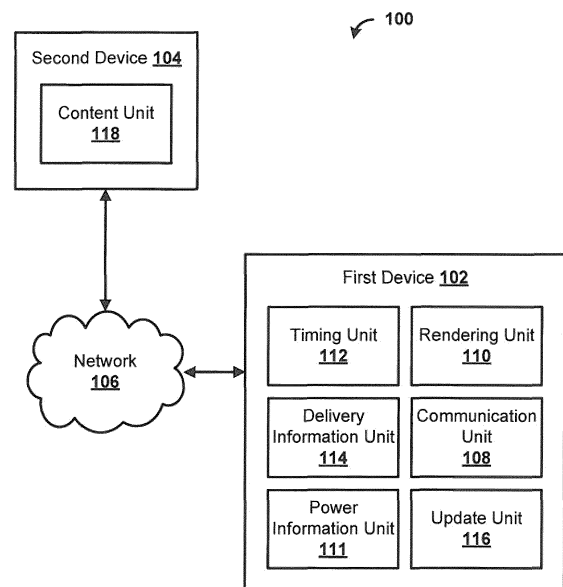 100
Second Device 104
Content Unit
118
First Device 102
Timing Unit
112
Rendering Unit
110
Network
106
Delivery
Information Unit
114
Communication
Unit
108
Power
Information Unit
111
Update Unit
116